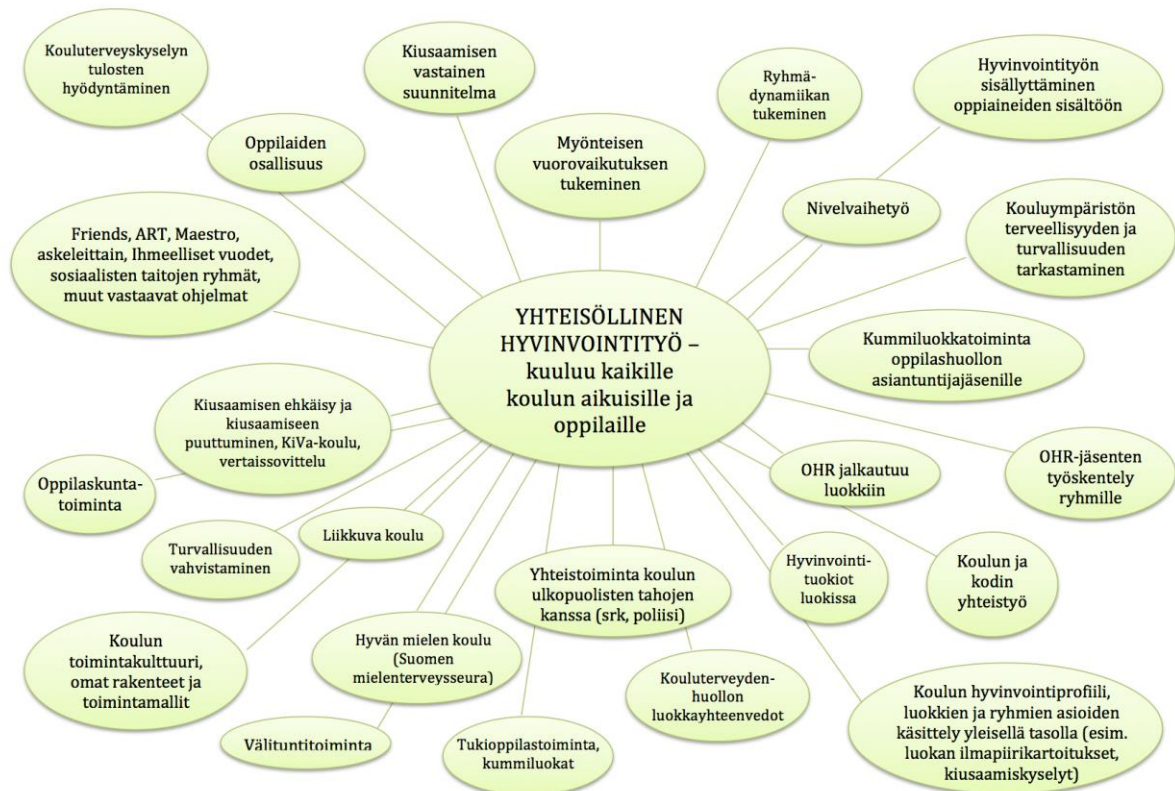 Kouluterveyskyselyn
tulosten
hyödyntäminen
Kiusaamisen
vastainen
suunnitelma
Ryhmä-
dynamiikan
tukeminen
Hyvinvointityön
sisällyttäminen
oppiaineiden sisältöön
Oppilaiden
osallisuus
Myönteisen
vuorovaikutuksen
tukeminen
Nivelvaihetyö
Kouluympäristön
terveellisyyden ja
turvallisuuden
tarkastaminen
Friends, ART, Maestro,
askeleittain, Ihmeelliset vuodet,
sosiaalisten taitojen ryhmät,
muut vastaavat ohjelmat
YHTEISÖLLINEN
HYVINVOINTITYÖ –
kuuluu kaikille
koulun aikuisille ja
oppilaille
Kummiluokkatoiminta
oppilashuollon
asiantuntijajäsenille
Kiusaamisen ehkäisy ja
kiusaamiseen
puuttuminen, KiVa-koulu,
vertaissovittelu
OHR jalkautuu
luokkiin
OHR-jäsenten
työskentely
ryhmille
Oppilaskunta-
toiminta
Turvallisuuden
vahvistaminen
Liikkuva koulu
Yhteistoiminta koulun
ulkopuolisten tahojen
kanssa (srk, poliisi)
Hyvinvointi-
tuokiot
luokissa
Koulun ja
kodin
yhteistyö
Koulun
toimintakulttuuri,
omat rakenteet ja
toimintamallit
Hyvän mielen koulu
(Suomen
mielenterveysseura)
Kouluterveyden-
huollon
luokkayhteenvedot
Koulun hyvinvointiprofiili,
luokkien ja ryhmien asioiden
käsittely yleisellä tasolla (esim.
luokan ilmapiirikartoitukset,
kiusaamiskyselyt)
Välituntitoiminta
Tukioppilastoiminta,
kummiluokat